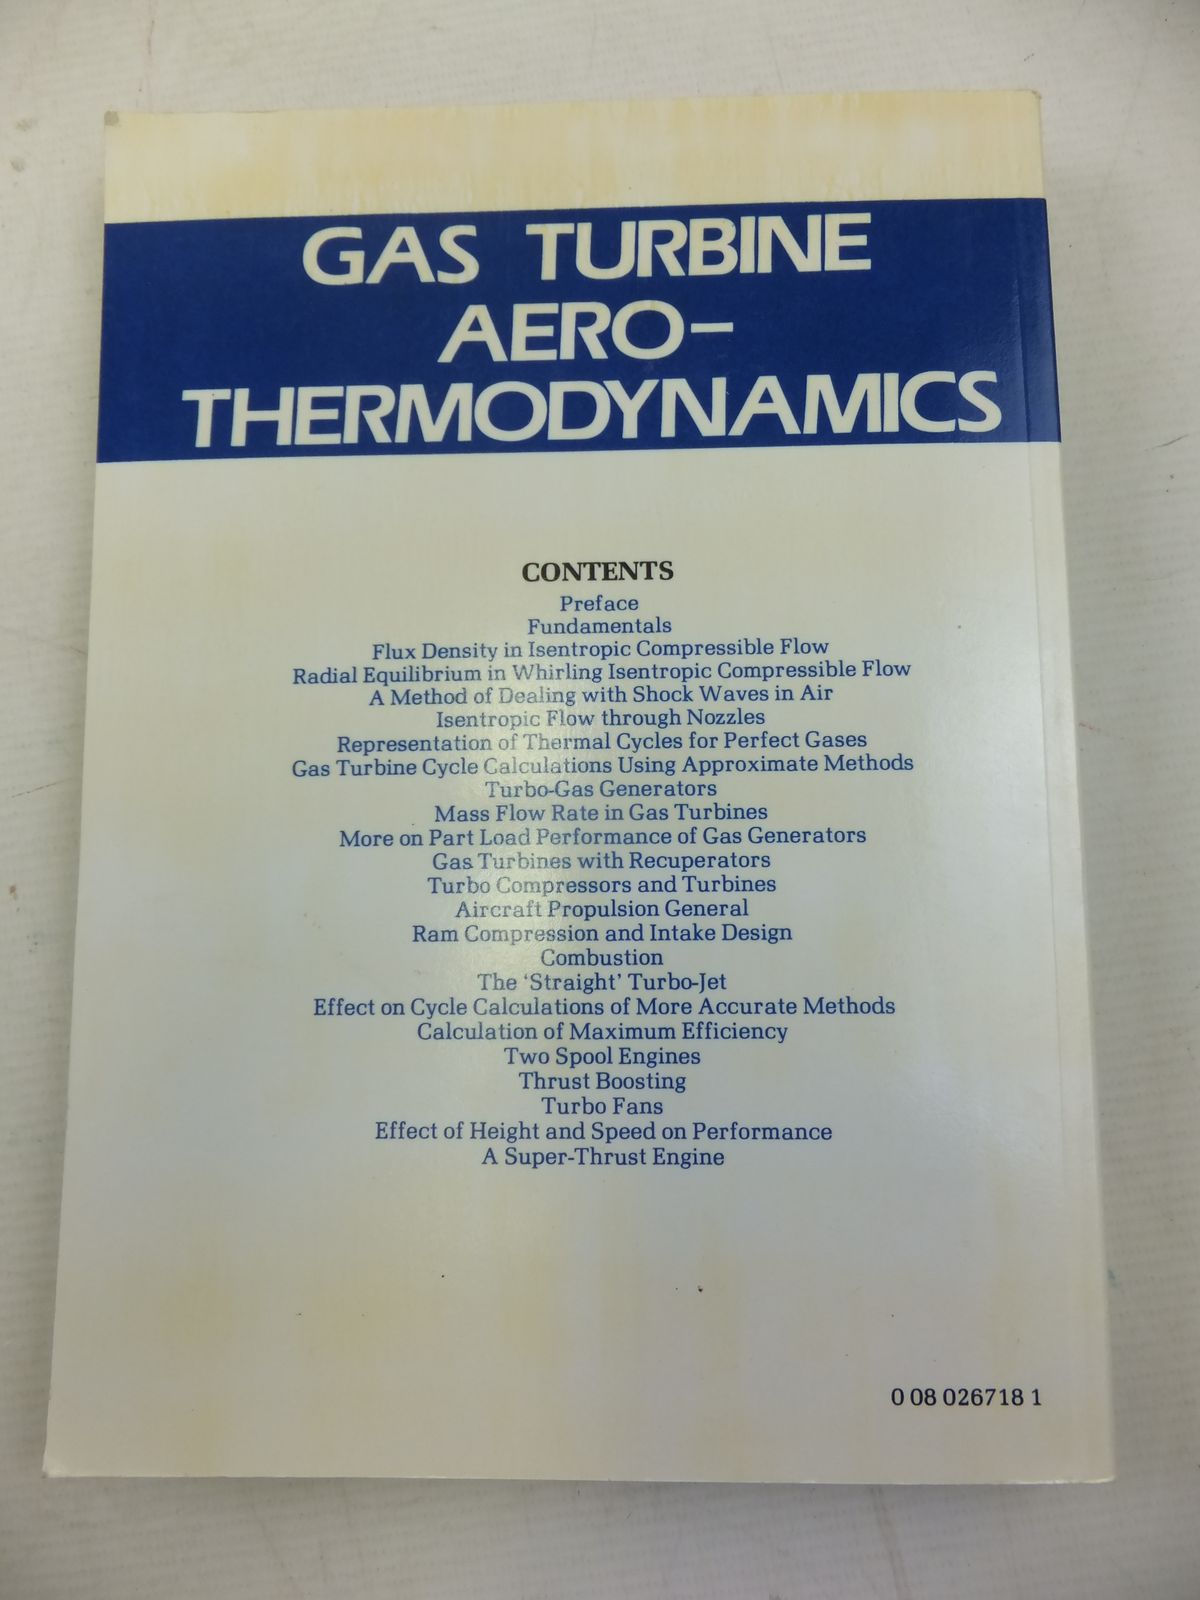 GAS TURBINE
AERO-
THERMODYNAMICS
CONTENTS
Preface
Fundamentals
Flux Density in Isentropic Compressible Flow
Radial Equilibrium in Whirling Isentropic Compressible Flow
A Method of Dealing with Shock Waves in Air
Isentropic Flow through Nozzles
Representation of Thermal Cycles for Perfect Gases
Gas Turbine Cycle Calculations Using Approximate Methods
Turbo-Gas Generators
Mass Flow Rate in Gas Turbines
More on Part Load Performance of Gas Generators
Gas Turbines with Recuperators
Turbo Compressors and Turbines
Aircraft Propulsion General
Ram Compression and Intake Design
Combustion
The ‘Straight’ Turbo-Jet
Effect on Cycle Calculations of More Accurate Methods
Calculation of Maximum Efficiency
Two Spool Engines
Thrust Boosting
Turbo Fans
Effect of Height and Speed on Performance
A Super-Thrust Engine
0 08 026718 1